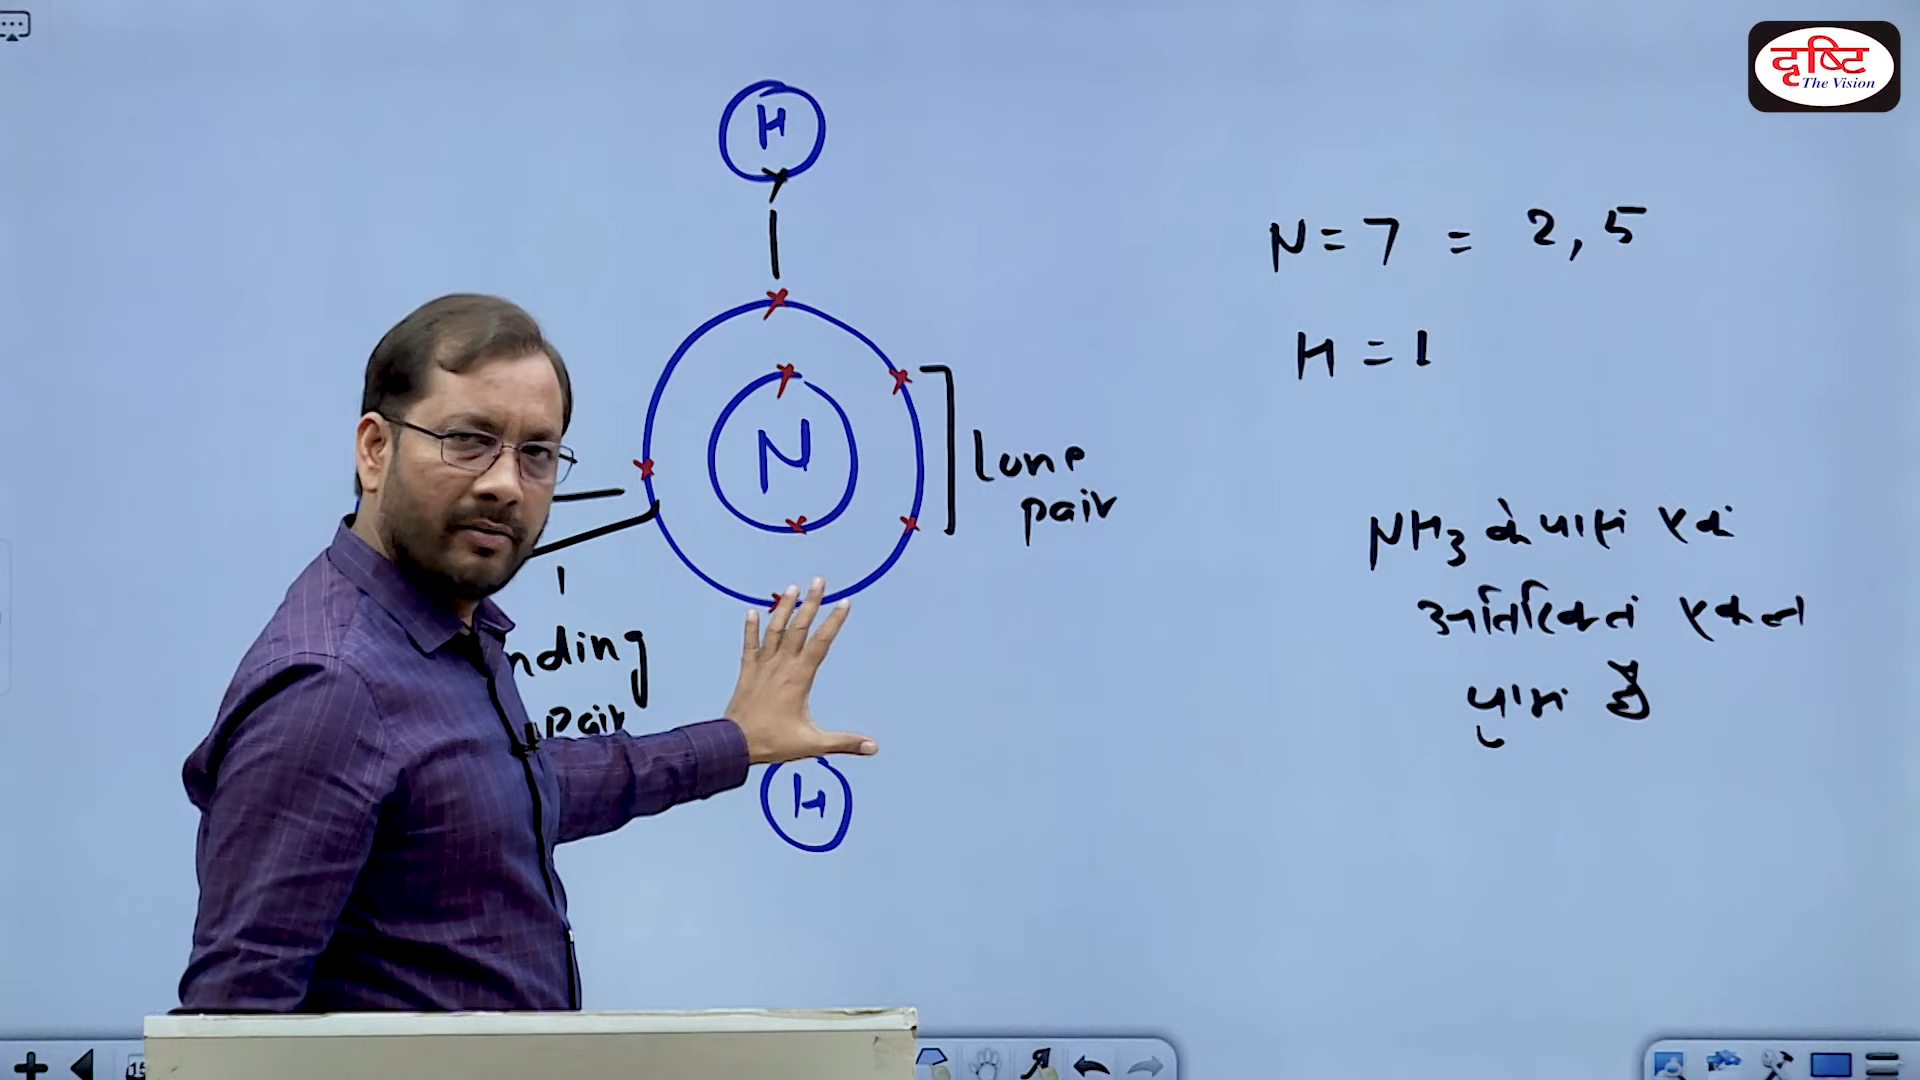 दृष्टि
The Vision
H
N = 7 = 2, 5
H = 1
N
lone
pair
NH3 के पास एक
अतिरिक्त एकल
युग्म है
nding
pair
H